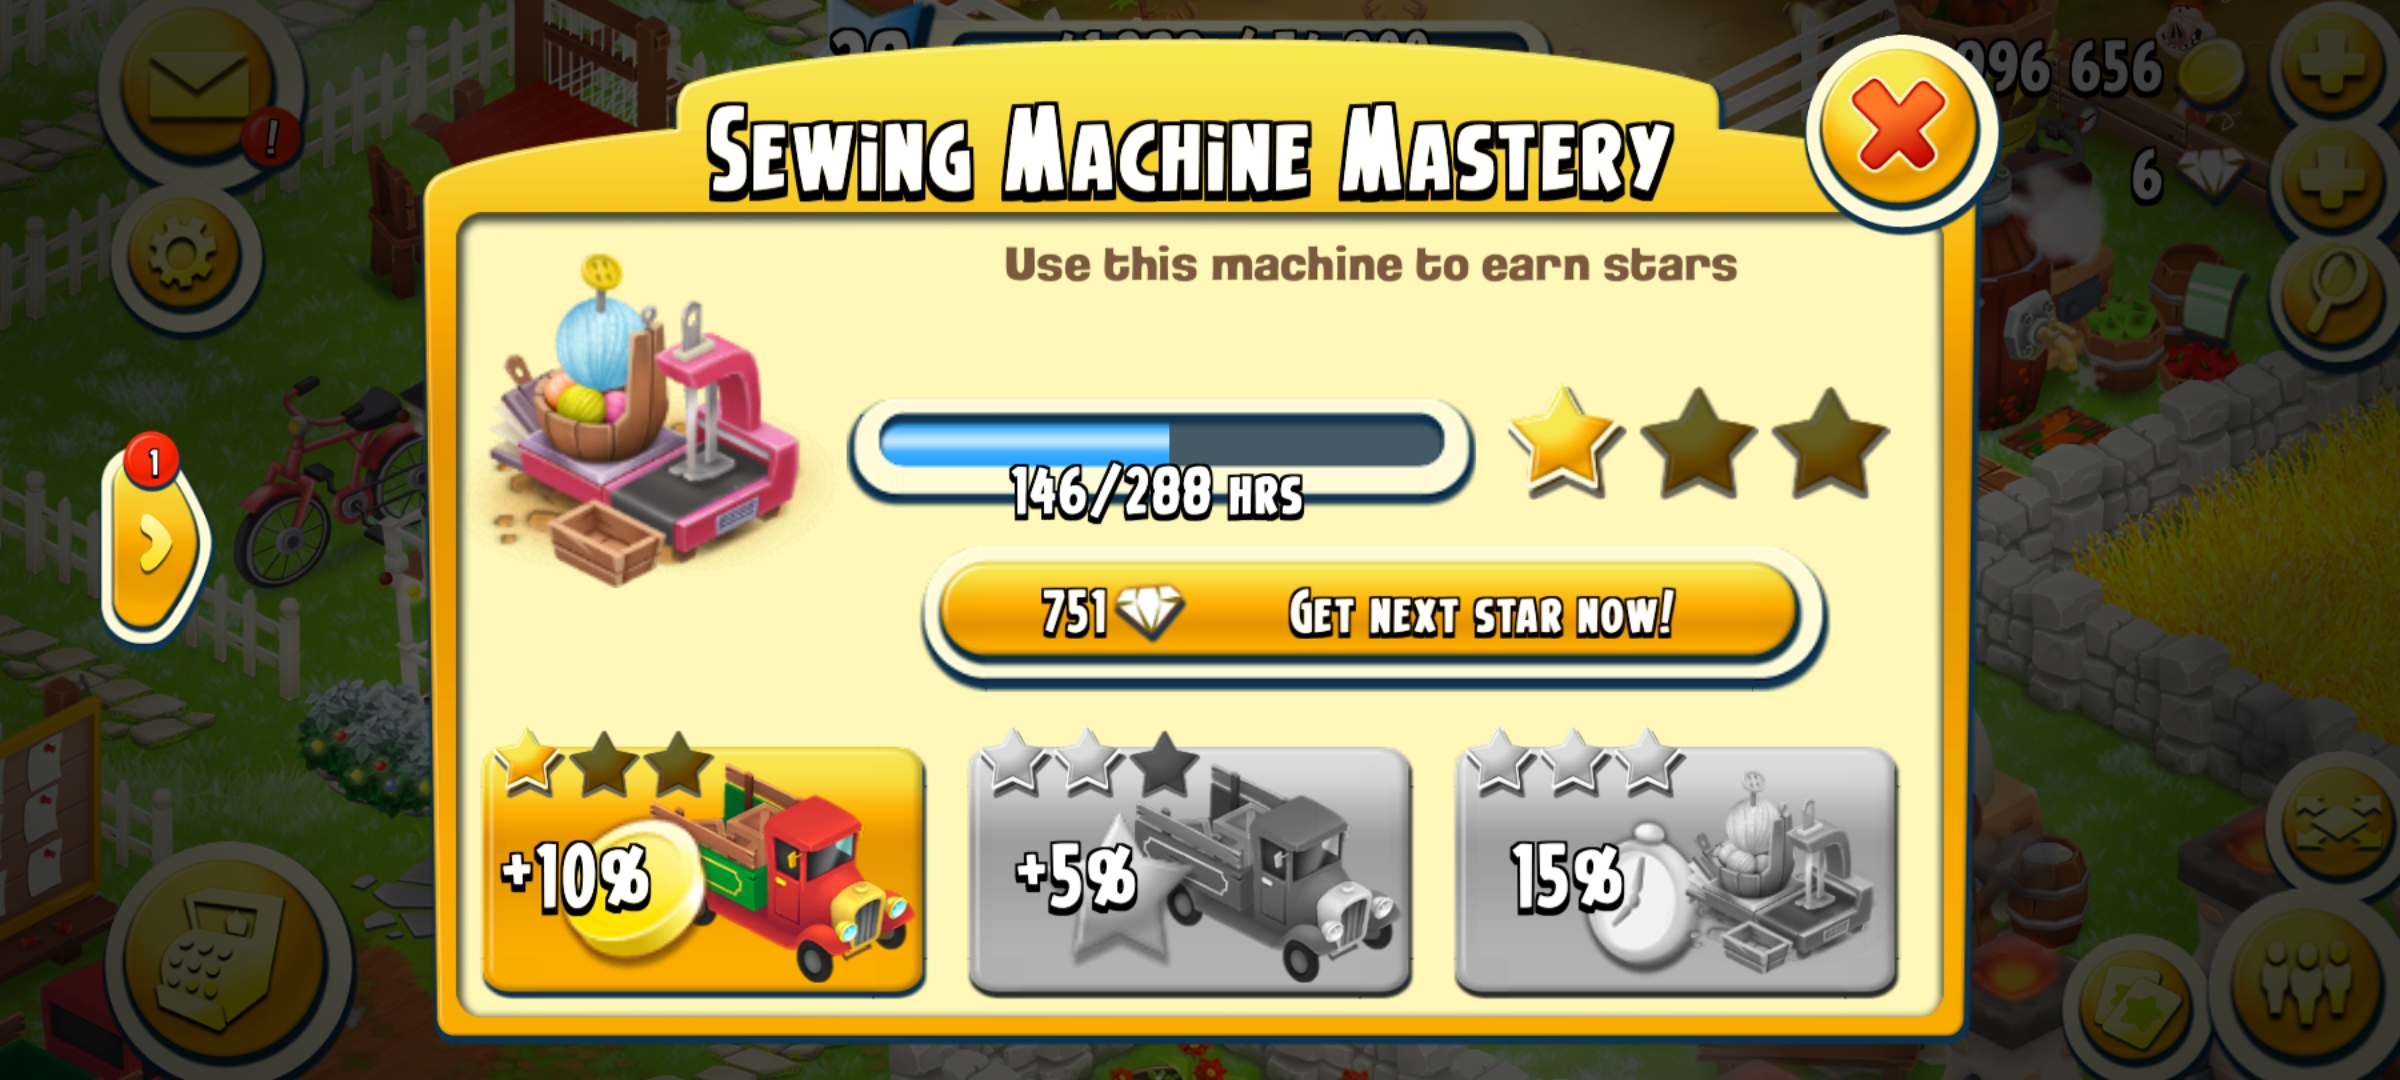 SEWING MACHINE MASTERY
996 656
6
Use this machine to earn stars
!
1
146/288 HRS
751 GET NEXT STAR NOW!
+10%
+5%
15%